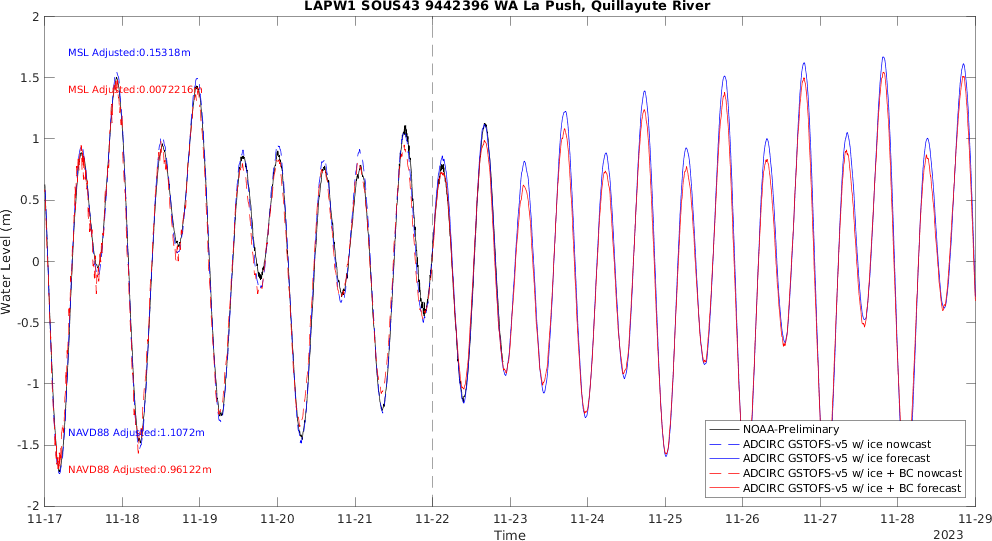 LAPW1 SOUS43 9442396 WA La Push, Quillayute River
2
1.5
1
0.5
0
-0.5
-1
-1.5
-2
Water Level (m)
MSL Adjusted:0.15318m
MSL Adjusted:0.0072216m
NAVD88 Adjusted:1.1072m
NAVD88 Adjusted:0.96122m
NOAA-Preliminary
ADCIRC GSTOFS-v5 w/ ice nowcast
ADCIRC GSTOFS-v5 w/ ice forecast
ADCIRC GSTOFS-v5 w/ ice + BC nowcast
ADCIRC GSTOFS-v5 w/ ice + BC forecast
11-17 11-18 11-19 11-20 11-21 11-22 11-23 11-24 11-25 11-26 11-27 11-28 11-29
Time
2023